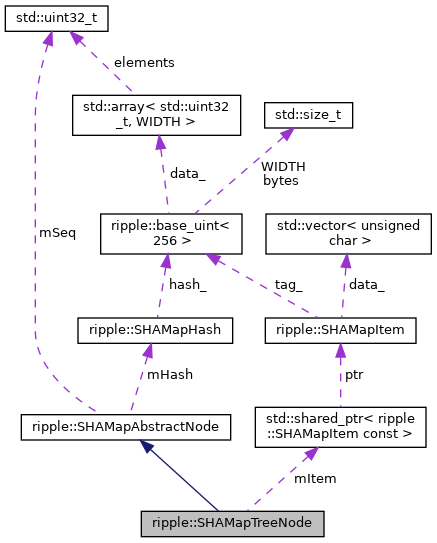 std::uint32_t
elements
std::array< std::uint32
_t, WIDTH >
std::size_t
data_
WIDTH
bytes
mSeq
ripple::base_uint<
256 >
std::vector< unsigned
char >
hash_
tag_
data_
ripple::SHAMapHash
ripple::SHAMapItem
mHash
ptr
ripple::SHAMapAbstractNode
std::shared_ptr< ripple
::SHAMapItem const >
mItem
ripple::SHAMapTreeNode